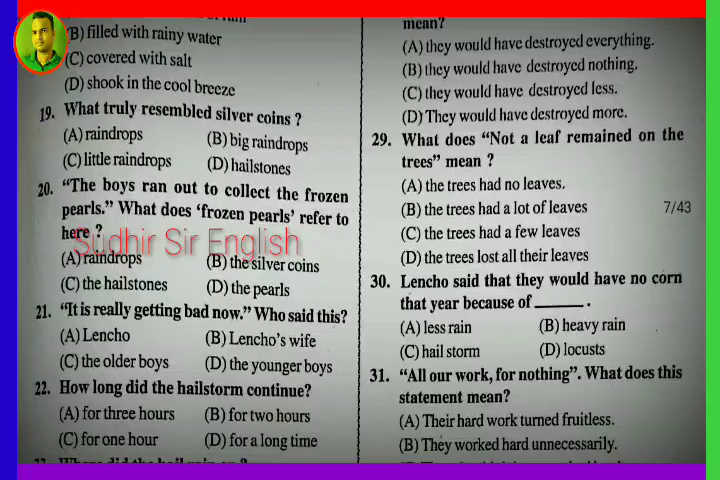 (B) filled with rainy water
(C) covered with salt
(D) shook in the cool breeze
19. What truly resembled silver coins ?
(A) raindrops (B) big raindrops
(C) little raindrops (D) hailstones
20. “The boys ran out to collect the frozen
pearls.” What does ‘frozen pearls’ refer to
here ?
Sudhir Sir English
(A) raindrops (B) the silver coins
(C) the hailstones (D) the pearls
21. “It is really getting bad now.” Who said this?
(A) Lencho (B) Lencho’s wife
(C) the older boys (D) the younger boys
22. How long did the hailstorm continue?
(A) for three hours (B) for two hours
(C) for one hour (D) for a long time
mean?
(A) they would have destroyed everything.
(B) they would have destroyed nothing.
(C) they would have destroyed less.
(D) They would have destroyed more.
29. What does “Not a leaf remained on the
trees” mean ?
(A) the trees had no leaves.
(B) the trees had a lot of leaves
(C) the trees had a few leaves
(D) the trees lost all their leaves
7/43
30. Lencho said that they would have no corn
that year because of ______ .
(A) less rain (B) heavy rain
(C) hail storm (D) locusts
31. “All our work, for nothing”. What does this
statement mean?
(A) Their hard work turned fruitless.
(B) They worked hard unnecessarily.